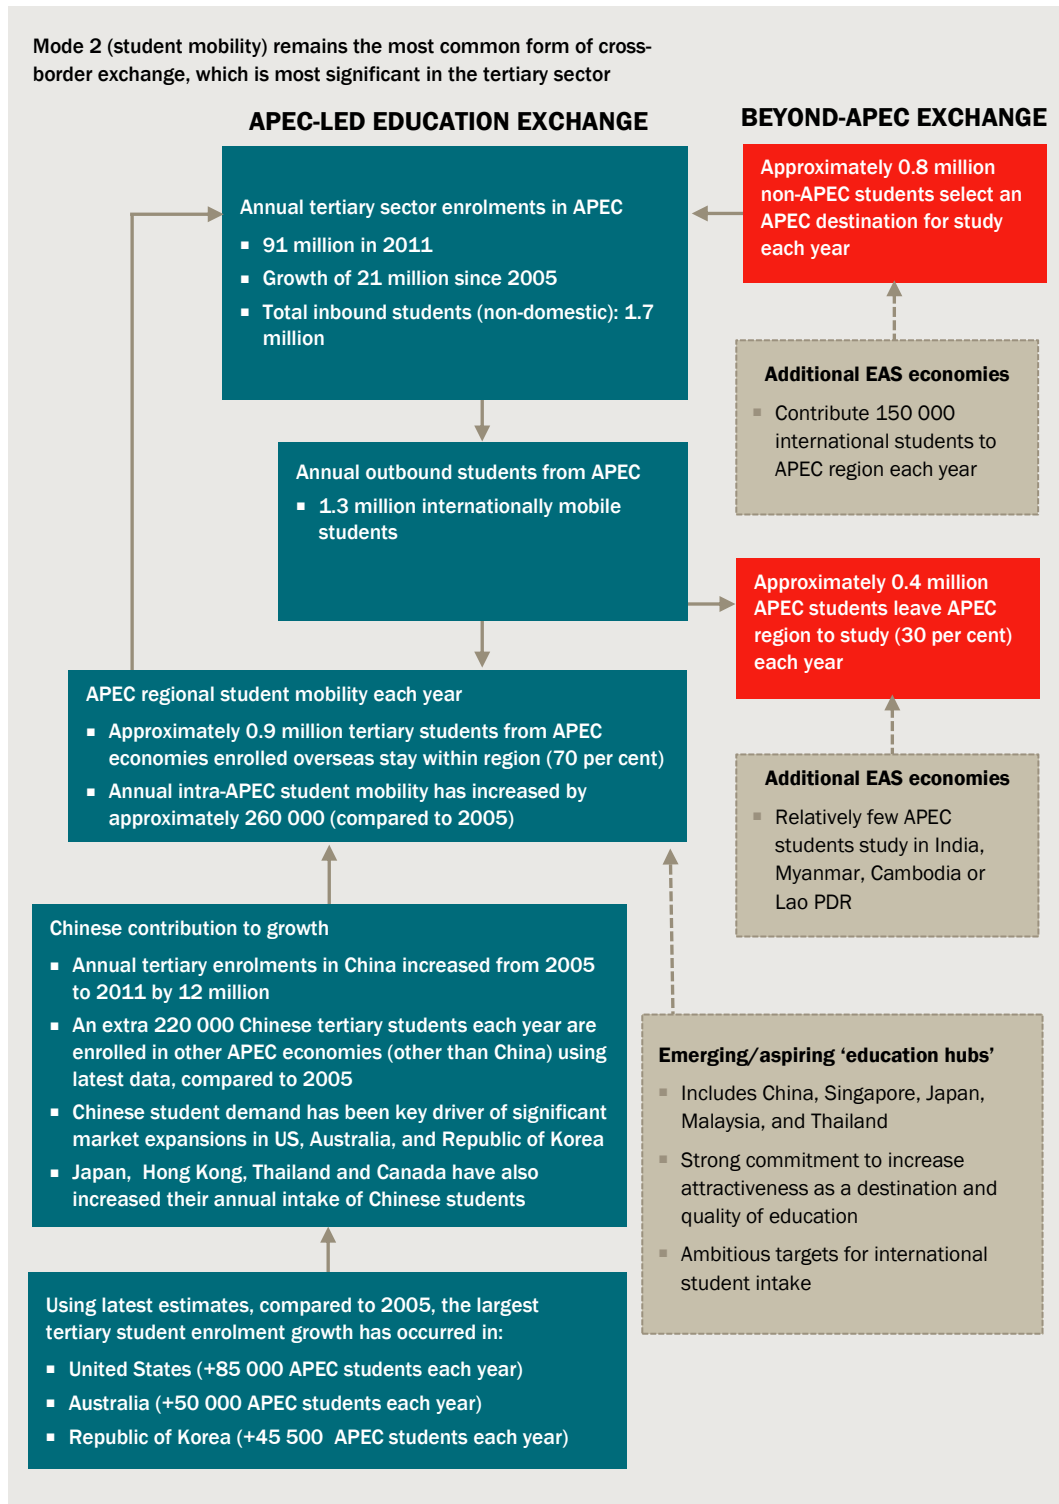 Mode 2 (student mobility) remains the most common form of cross-
border exchange, which is most significant in the tertiary sector
APEC-LED EDUCATION EXCHANGE
Annual tertiary sector enrolments in APEC
▪ 91 million in 2011
▪ Growth of 21 million since 2005
▪ Total inbound students (non-domestic): 1.7
million
Annual outbound students from APEC
▪ 1.3 million internationally mobile
students
APEC regional student mobility each year
▪ Approximately 0.9 million tertiary students from APEC
economies enrolled overseas stay within region (70 per cent)
▪ Annual intra-APEC student mobility has increased by
approximately 260 000 (compared to 2005)
Chinese contribution to growth
▪ Annual tertiary enrolments in China increased from 2005
to 2011 by 12 million
▪ An extra 220 000 Chinese tertiary students each year are
enrolled in other APEC economies (other than China) using
latest data, compared to 2005
▪ Chinese student demand has been key driver of significant
market expansions in US, Australia, and Republic of Korea
▪ Japan, Hong Kong, Thailand and Canada have also
increased their annual intake of Chinese students
Using latest estimates, compared to 2005, the largest
tertiary student enrolment growth has occurred in:
▪ United States (+85 000 APEC students each year)
▪ Australia (+50 000 APEC students each year)
▪ Republic of Korea (+45 500 APEC students each year)
BEYOND-APEC EXCHANGE
Approximately 0.8 million
non-APEC students select an
APEC destination for study
each year
Additional EAS economies
▪ Contribute 150 000
international students to
APEC region each year
Approximately 0.4 million
APEC students leave APEC
region to study (30 per cent)
each year
Additional EAS economies
▪ Relatively few APEC
students study in India,
Myanmar, Cambodia or
Lao PDR
Emerging/aspiring ‘education hubs’
▪ Includes China, Singapore, Japan,
Malaysia, and Thailand
▪ Strong commitment to increase
attractiveness as a destination and
quality of education
▪ Ambitious targets for international
student intake